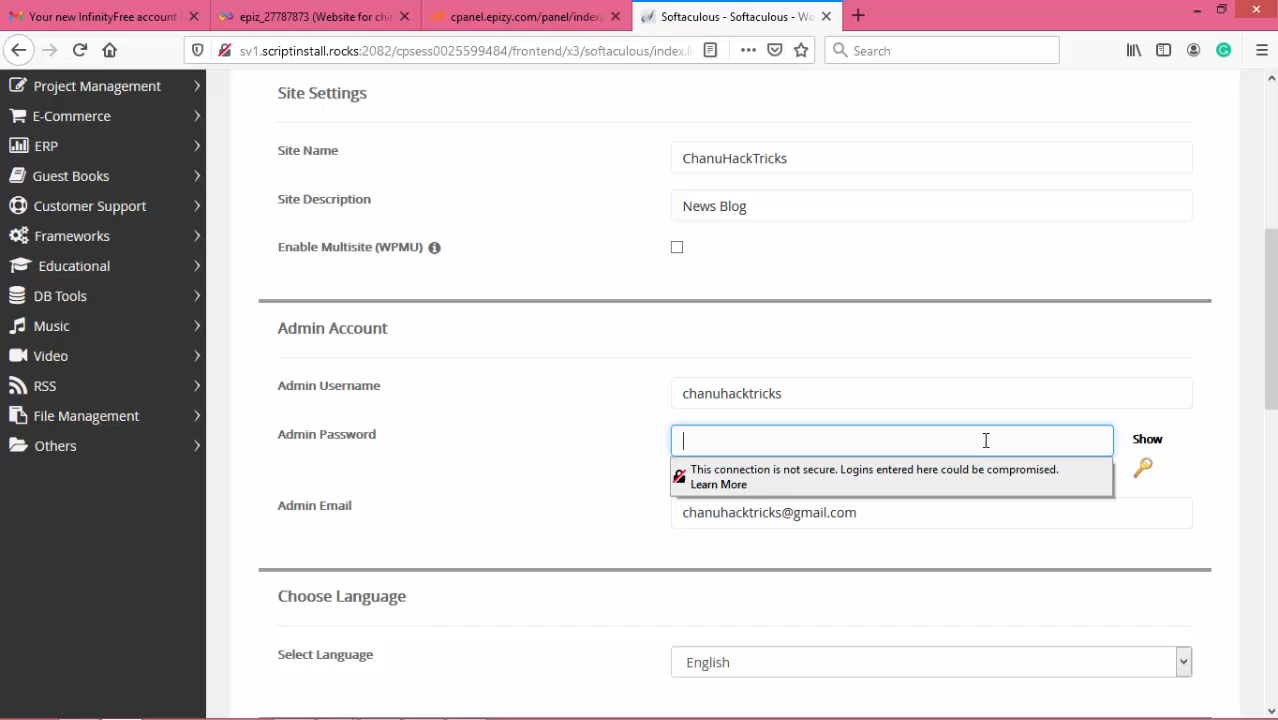 Your new InfinityFree account
epiz_27787873 (Website for cha
cpanel.epizy.com/panel/index
Softaculous - Softaculous - Wo
sv1.scriptinstall.rocks:2082/cpsess0025599484/frontend/x3/softaculous/index.l
Search
Project Management
E-Commerce
ERP
Guest Books
Customer Support
Frameworks
Educational
DB Tools
Music
Video
RSS
File Management
Others
Site Settings
Site Name
ChanuHackTricks
Site Description
News Blog
Enable Multisite (WPMU)
Admin Account
Admin Username
chanuhacktricks
Admin Password
Show
This connection is not secure. Logins entered here could be compromised.
Learn More
Admin Email
chanuhacktricks@gmail.com
Choose Language
Select Language
English